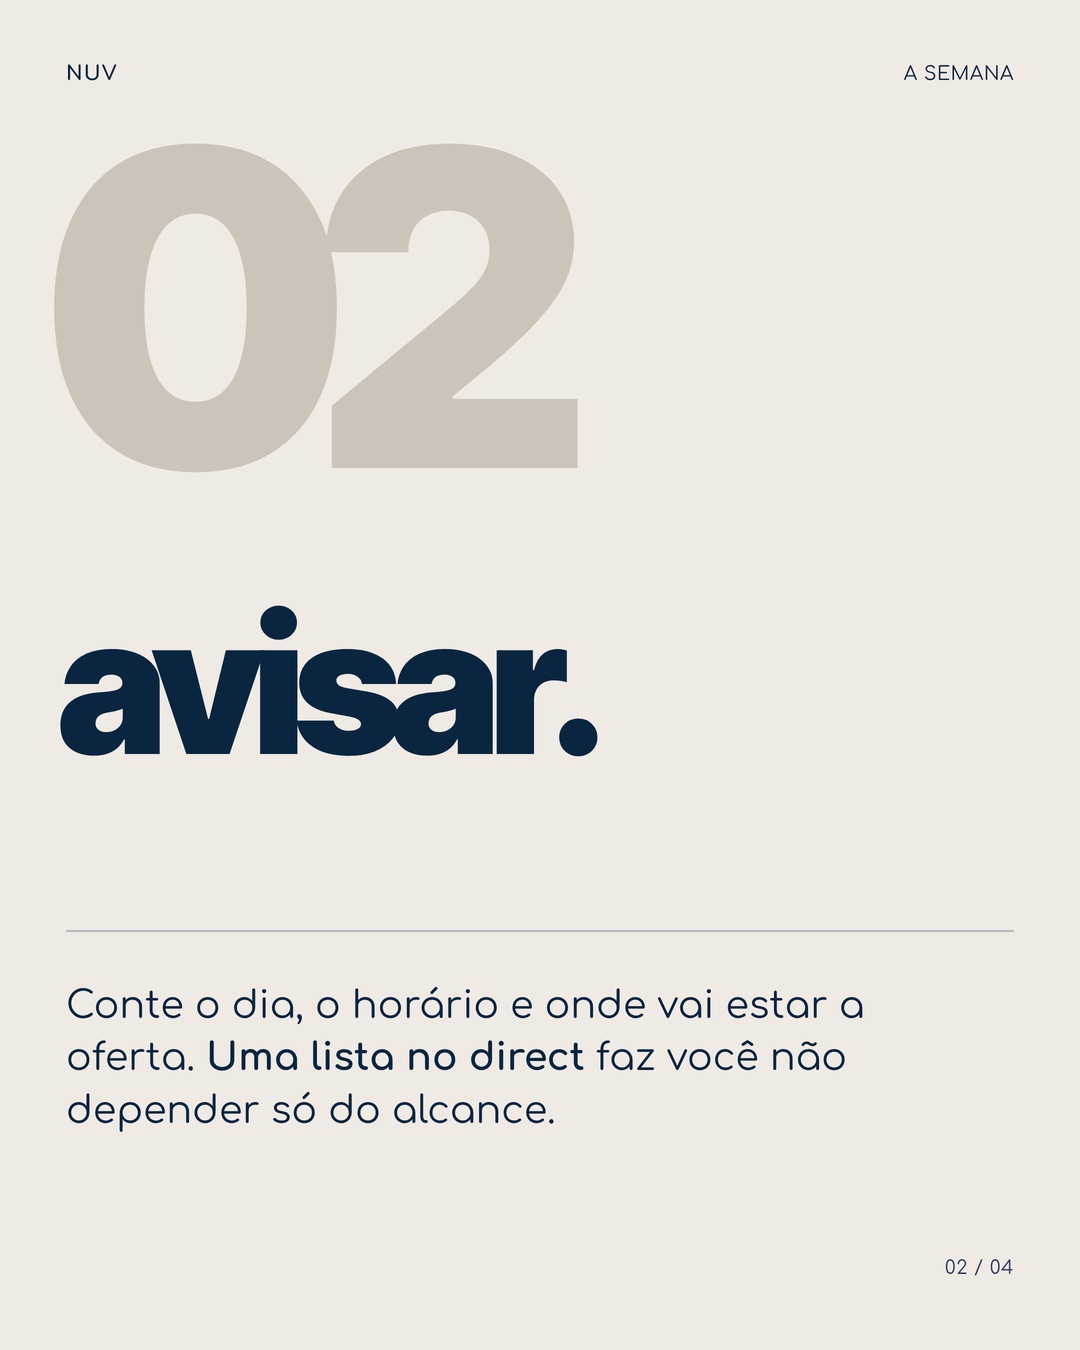 NUV
A SEMANA
02
avisar.
Conte o dia, o horário e onde vai estar a
oferta. Uma lista no direct faz você não
depender só do alcance.
02 / 04